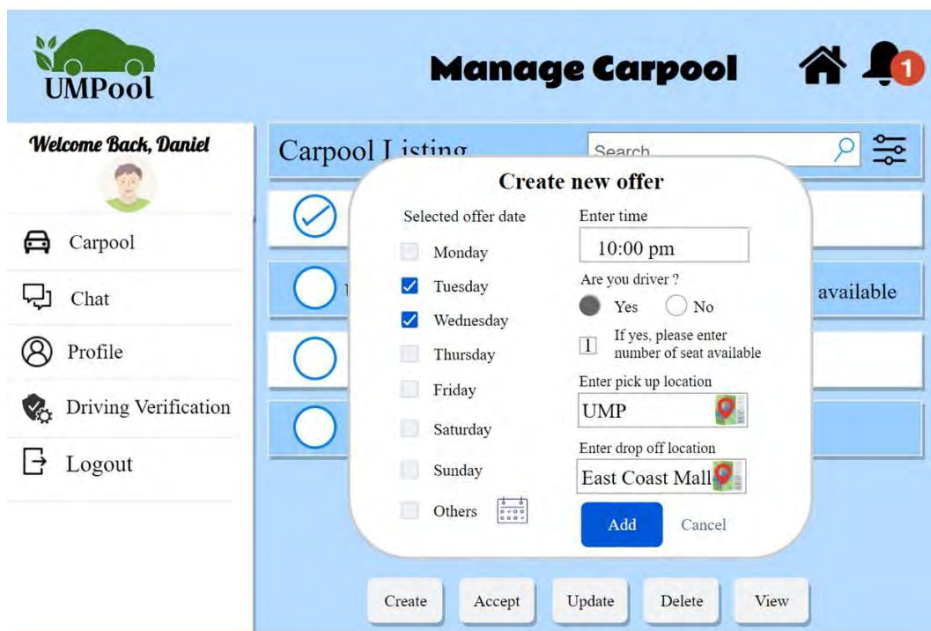 UMPool
Manage Carpool
1
Welcome Back, Daniel
Carpool
Chat
Profile
Driving Verification
Logout
Carpool Listing
Search
available
Create new offer
Selected offer date
Monday
Tuesday
Wednesday
Thursday
Friday
Saturday
Sunday
Others
Enter time
10:00 pm
Are you driver ?
Yes
No
1
If yes, please enter
number of seat available
Enter pick up location
UMP
Enter drop off location
East Coast Mall
Add
Cancel
Create
Accept
Update
Delete
View